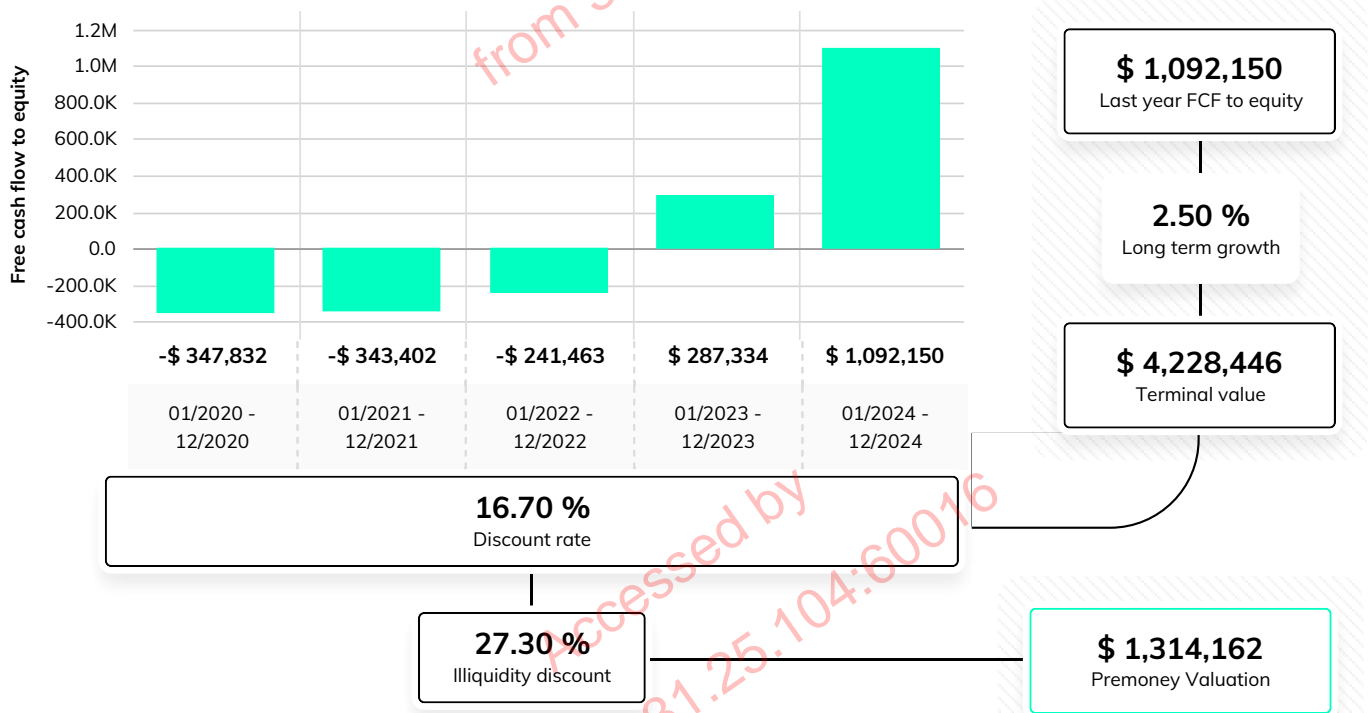 Free cash flow to equity
1.2M
1.0M
800.0K
600.0K
400.0K
200.0K
0.0
-200.0K
-400.0K
-$ 347,832
-$ 343,402
-$ 241,463
$ 287,334
$ 1,092,150
01/2020 -
12/2020
01/2021 -
12/2021
01/2022 -
12/2022
01/2023 -
12/2023
01/2024 -
12/2024
16.70 %
Discount rate
27.30 %
Illiquidity discount
$ 1,092,150
Last year FCF to equity
2.50 %
Long term growth
$ 4,228,446
Terminal value
$ 1,314,162
Premoney Valuation
from
Accessed by
31.25.104:60016